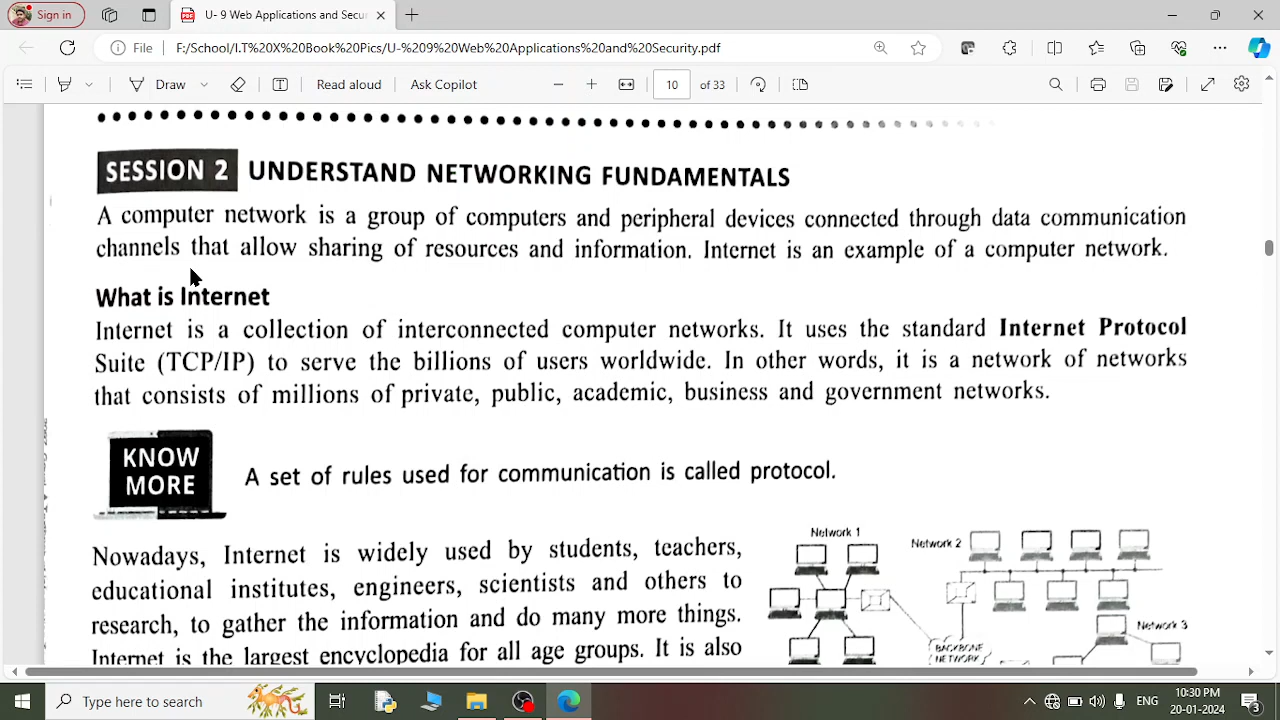 Sign in
U- 9 Web Applications and Secur
File
F:/School/I.T%20X%20Book%20Pics/U-%209%20Web%20Applications%20and%20Security.pdf
Draw
Read aloud
Ask Copilot
10
of 33
SESSION 2 UNDERSTAND NETWORKING FUNDAMENTALS
A computer network is a group of computers and peripheral devices connected through data communication
channels that allow sharing of resources and information. Internet is an example of a computer network.
What is Internet
Internet is a collection of interconnected computer networks. It uses the standard Internet Protocol
Suite (TCP/IP) to serve the billions of users worldwide. In other words, it is a network of networks
that consists of millions of private, public, academic, business and government networks.
KNOW
MORE
A set of rules used for communication is called protocol.
Nowadays, Internet is widely used by students, teachers,
educational institutes, engineers, scientists and others to
research, to gather the information and do many more things.
Internet is the largest encyclopedia for all age groups. It is also
Network 1
Network 2
Network 3
BACKBONE
NETWORK
Type here to search
ENG
10:30 PM
20-01-2024
3